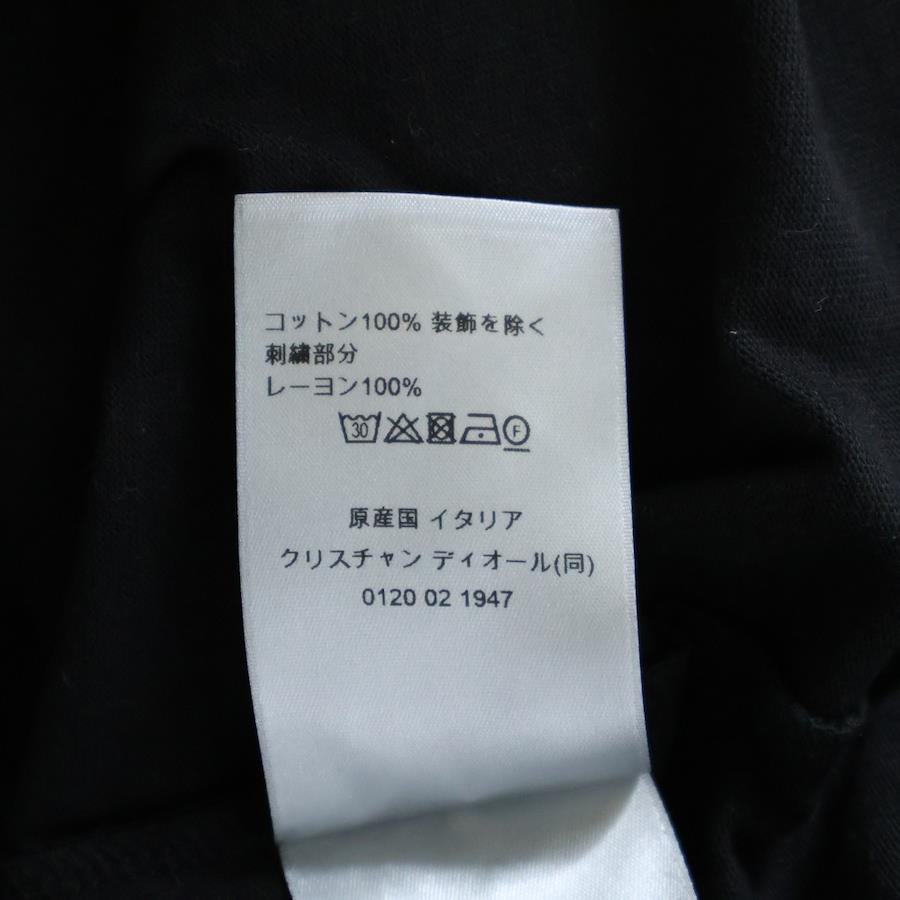 コットン100% 装飾を除く
刺繍部分
レーヨン100%
30 F
原産国 イタリア
クリスチャン ディオール(同)
0120 02 1947